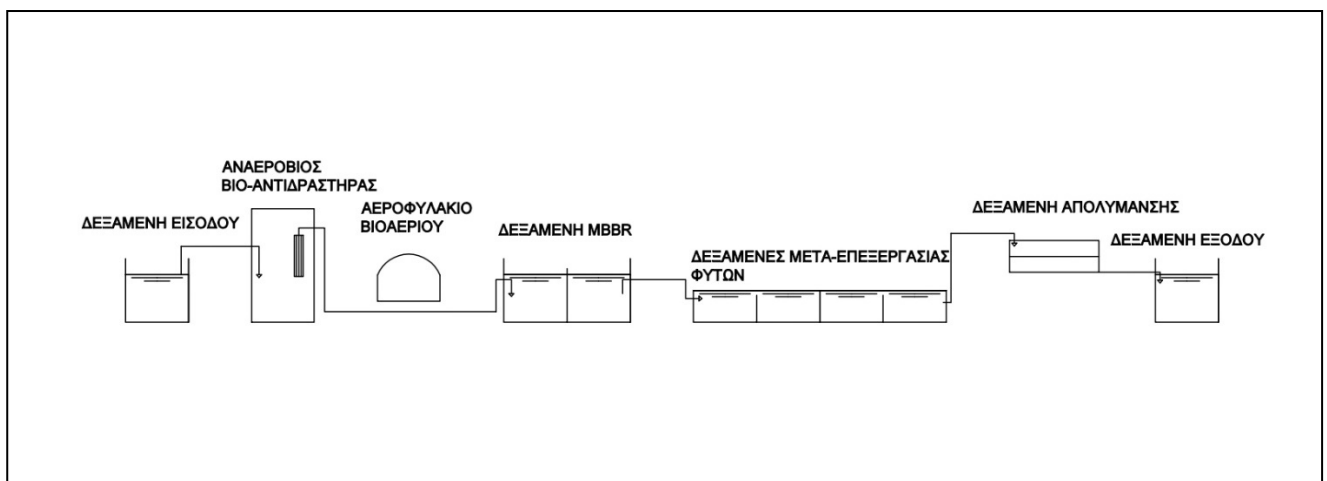 ΔΕΞΑΜΕΝΗ ΕΙΣΟΔΟΥ
ΑΝΑΕΡΟΒΙΟΣ
ΒΙΟ-ΑΝΤΙΔΡΑΣΤΗΡΑΣ
ΑΕΡΟΦΥΛΑΚΙΟ
ΒΙΟΑΕΡΙΟΥ
ΔΕΞΑΜΕΝΗ MBBR
ΔΕΞΑΜΕΝΕΣ ΜΕΤΑ-ΕΠΕΞΕΡΓΑΣΙΑΣ
ΦΥΤΩΝ
ΔΕΞΑΜΕΝΗ ΑΠΟΛΥΜΑΝΣΗΣ
ΔΕΞΑΜΕΝΗ ΕΞΟΔΟΥ